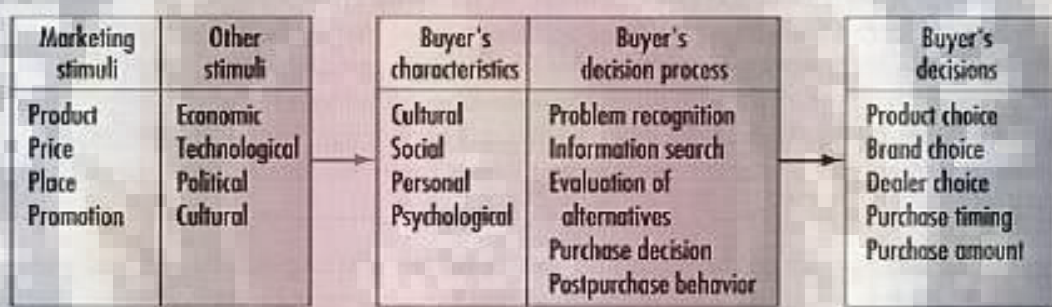 Marketing
stimuli
Product
Price
Place
Promotion
Other
stimuli
Economic
Technological
Political
Cultural
Buyer's
characteristics
Cultural
Social
Personal
Psychological
Buyer's
decision process
Problem recognition
Information search
Evaluation of
alternatives
Purchase decision
Postpurchase behavior
Buyer's
decisions
Product choice
Brand choice
Dealer choice
Purchase timing
Purchase amount